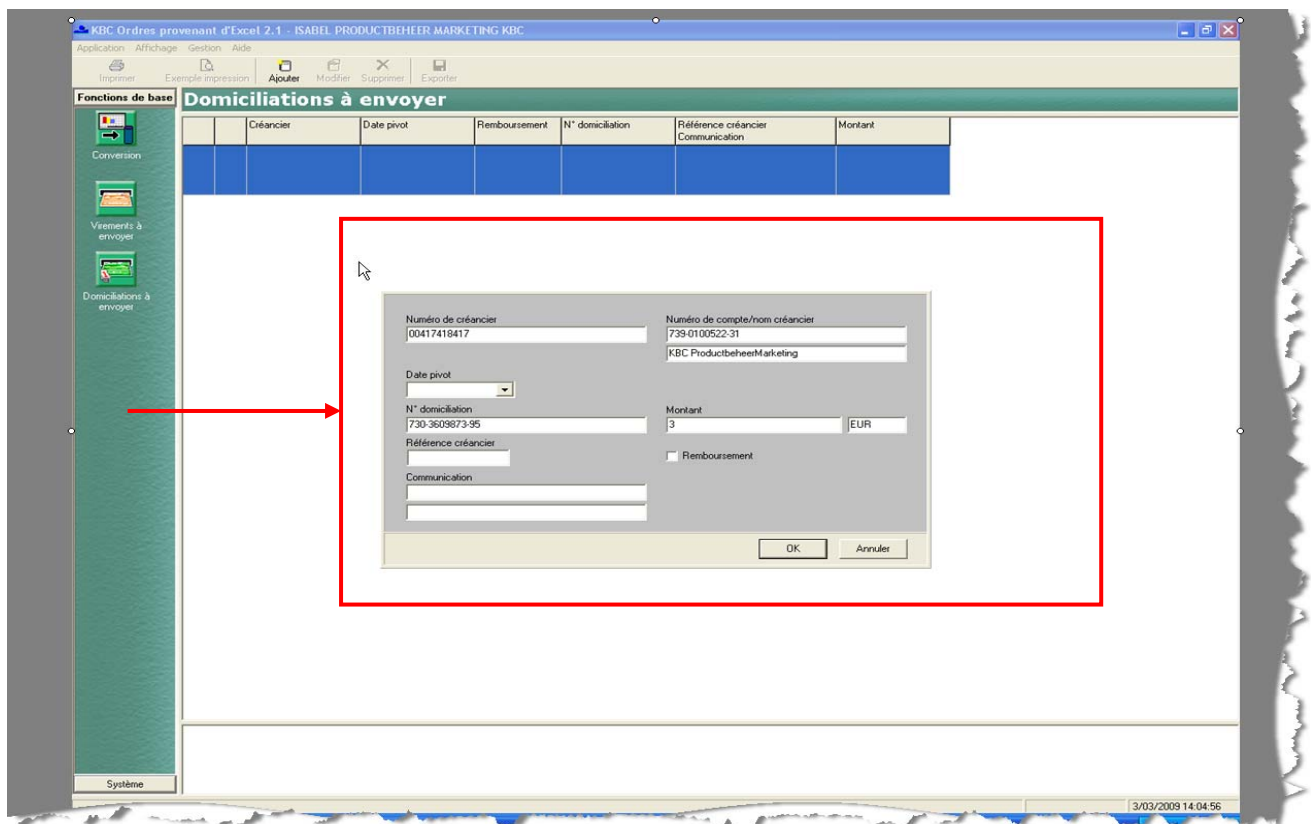 KBC Ordres provenant d'Excel 2.1 - ISABEL PRODUCTBEHEER MARKETING KBC
Application Affichage Gestion Aide
Imprimer Exemple impression Ajouter Modifier Supprimer Exporter
Fonctions de base
Domiciliations à envoyer
Créancier Date pivot Remboursement N° domiciliation Référence créancier Montant
Communication
Conversion
Virements à
envoyer
Domiciliations à
envoyer
Numéro de créancier Numéro de compte/nom créancier
00417418417 739-0100522-31
KBC ProductbeheerMarketing
Date pivot
N° domiciliation Montant
730-3609873-95 3 EUR
Référence créancier
Remboursement
Communication
OK Annuler
Système
3/03/2009 14:04:56